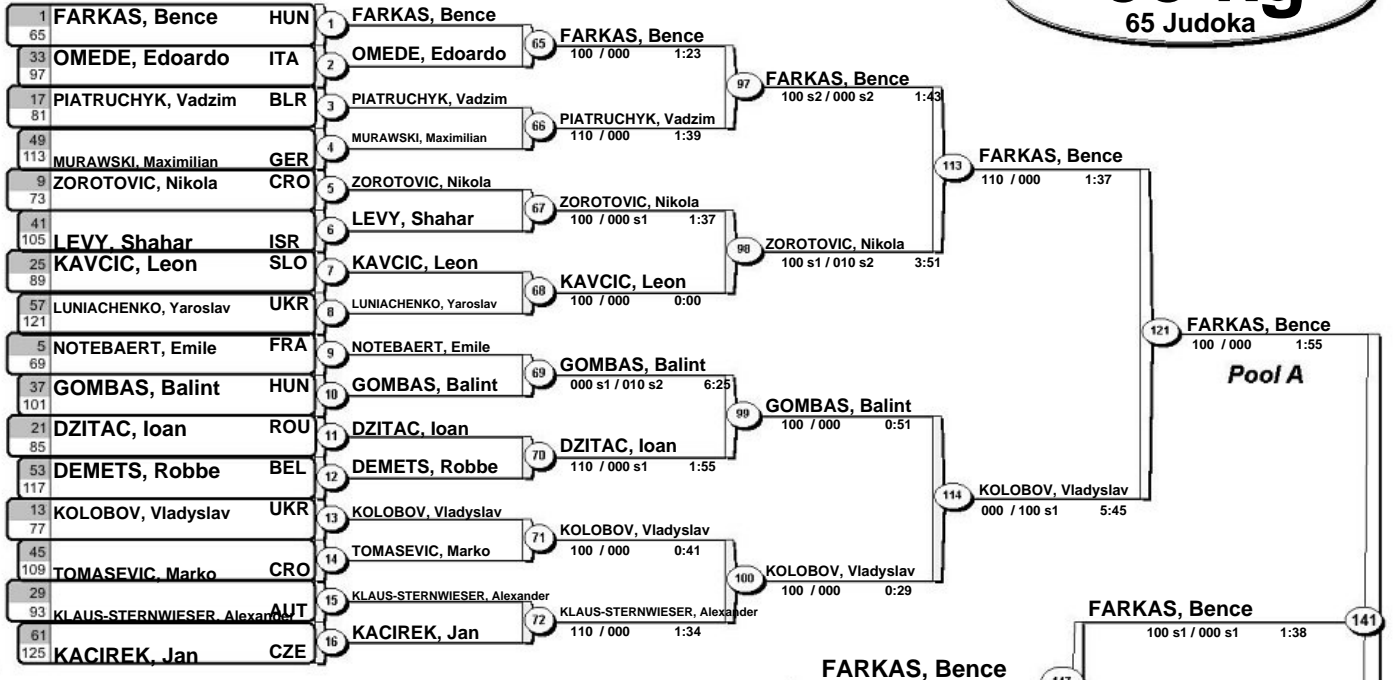 65 Judoka
1 FARKAS, Bence HUN
65
33 OMEDE, Edoardo ITA
97
17 PIATRUCHYK, Vadzim BLR
81
49
113 MURAWSKI, Maximilian GER
9 ZOROTOVIC, Nikola CRO
73
41
105 LEVY, Shahar ISR
25 KAVCIC, Leon SLO
89
57 LUNIACHENKO, Yaroslav UKR
121
5 NOTEBAERT, Emile FRA
69
37 GOMBAS, Balint HUN
101
21 DZITAC, Ioan ROU
85
53 DEMETS, Robbe BEL
117
13 KOLOBOV, Vladyslav UKR
77
45
109 TOMASEVIC, Marko CRO
29
93 KLAUS-STERNWIESER, Alexander AUT
61
125 KACIREK, Jan CZE
1 FARKAS, Bence
2 OMEDE, Edoardo
3 PIATRUCHYK, Vadzim
4 MURAWSKI, Maximilian
5 ZOROTOVIC, Nikola
6 LEVY, Shahar
7 KAVCIC, Leon
8 LUNIACHENKO, Yaroslav
9 NOTEBAERT, Emile
10 GOMBAS, Balint
11 DZITAC, Ioan
12 DEMETS, Robbe
13 KOLOBOV, Vladyslav
14 TOMASEVIC, Marko
15 KLAUS-STERNWIESER, Alexander
16 KACIREK, Jan
65 FARKAS, Bence
100 / 000 1:23
66 PIATRUCHYK, Vadzim
110 / 000 1:39
67 ZOROTOVIC, Nikola
100 / 000 s1 1:37
68 KAVCIC, Leon
100 / 000 0:00
69 GOMBAS, Balint
000 s1 / 010 s2 6:25
70 DZITAC, Ioan
110 / 000 s1 1:55
71 KOLOBOV, Vladyslav
100 / 000 0:41
72 KLAUS-STERNWIESER, Alexander
110 / 000 1:34
97 FARKAS, Bence
100 s2 / 000 s2 1:43
98 ZOROTOVIC, Nikola
100 s1 / 010 s2 3:51
99 GOMBAS, Balint
100 / 000 0:51
100 KOLOBOV, Vladyslav
100 / 000 0:29
113 FARKAS, Bence
110 / 000 1:37
114 KOLOBOV, Vladyslav
000 / 100 s1 5:45
121 FARKAS, Bence
100 / 000 1:55
Pool A
FARKAS, Bence 141
100 s1 / 000 s1 1:38
FARKAS, Bence